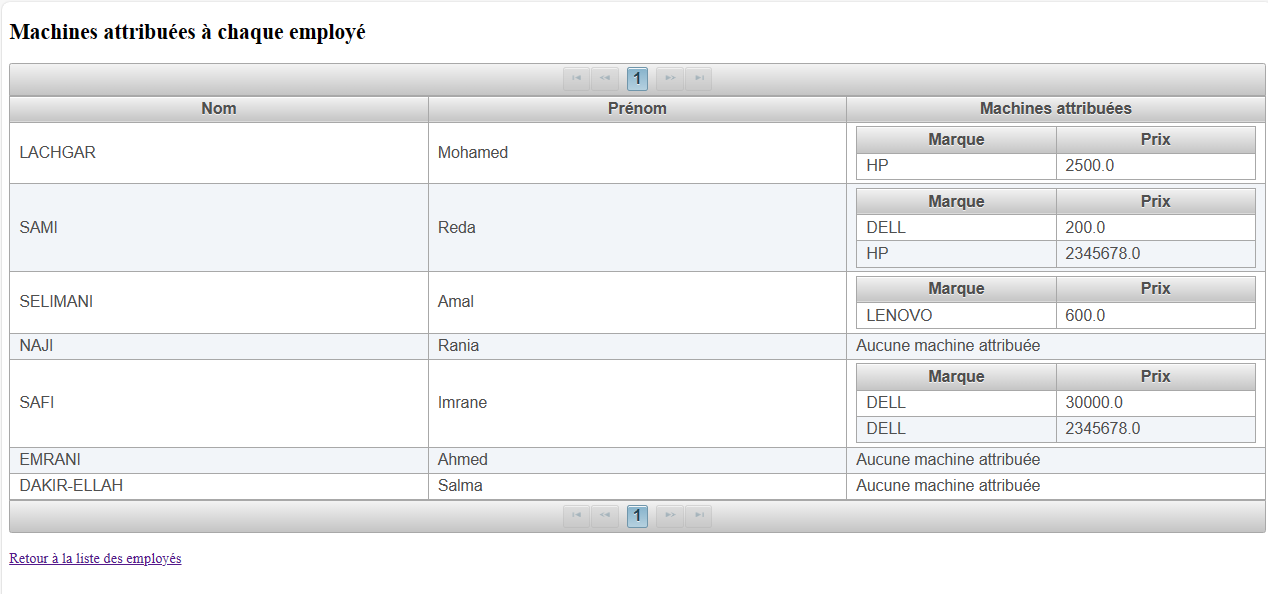 Machines attribuées à chaque employé
1
Nom Prénom Machines attribuées
LACHGAR Mohamed
Marque Prix
HP 2500.0
SAMI Reda
Marque Prix
DELL 200.0
HP 2345678.0
SELIMANI Amal
Marque Prix
LENOVO 600.0
NAJI Rania Aucune machine attribuée
SAFI Imrane
Marque Prix
DELL 30000.0
DELL 2345678.0
EMRANI Ahmed Aucune machine attribuée
DAKIR-ELLAH Salma Aucune machine attribuée
1
Retour à la liste des employés